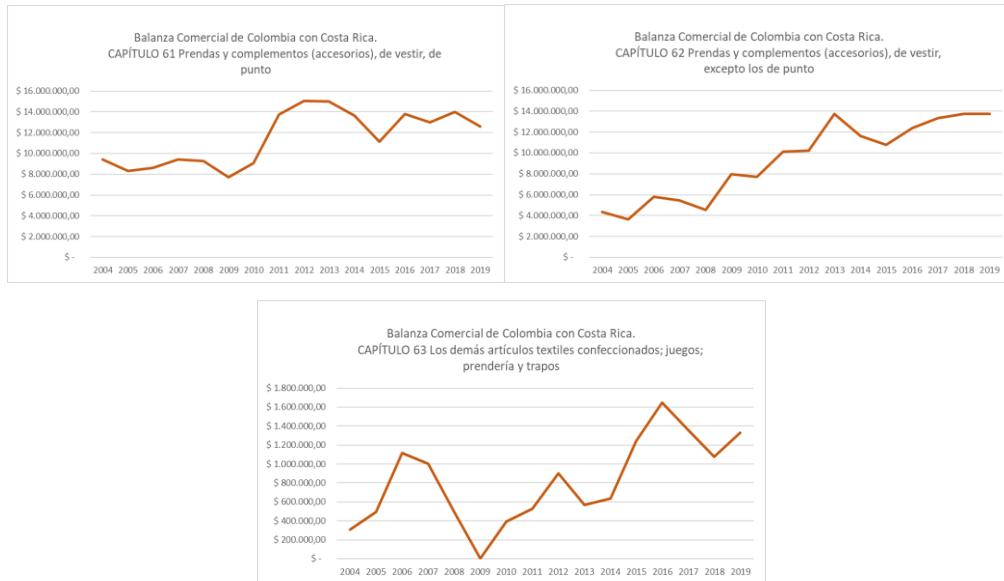 Balanza Comercial de Colombia con Costa Rica.
CAPÍTULO 61 Prendas y complementos (accesorios), de vestir, de
punto
$ 16.000.000,00
$ 14.000.000,00
$ 12.000.000,00
$ 10.000.000,00
$ 8.000.000,00
$ 6.000.000,00
$ 4.000.000,00
$ 2.000.000,00
$ -
2004 2005 2006 2007 2008 2009 2010 2011 2012 2013 2014 2015 2016 2017 2018 2019
Balanza Comercial de Colombia con Costa Rica.
CAPÍTULO 62 Prendas y complementos (accesorios), de vestir,
excepto los de punto
$ 16.000.000,00
$ 14.000.000,00
$ 12.000.000,00
$ 10.000.000,00
$ 8.000.000,00
$ 6.000.000,00
$ 4.000.000,00
$ 2.000.000,00
$ -
2004 2005 2006 2007 2008 2009 2010 2011 2012 2013 2014 2015 2016 2017 2018 2019
Balanza Comercial de Colombia con Costa Rica.
CAPÍTULO 63 Los demás artículos textiles confeccionados; juegos;
prendería y trapos
$ 1.800.000,00
$ 1.600.000,00
$ 1.400.000,00
$ 1.200.000,00
$ 1.000.000,00
$ 800.000,00
$ 600.000,00
$ 400.000,00
$ 200.000,00
$ -
2004 2005 2006 2007 2008 2009 2010 2011 2012 2013 2014 2015 2016 2017 2018 2019